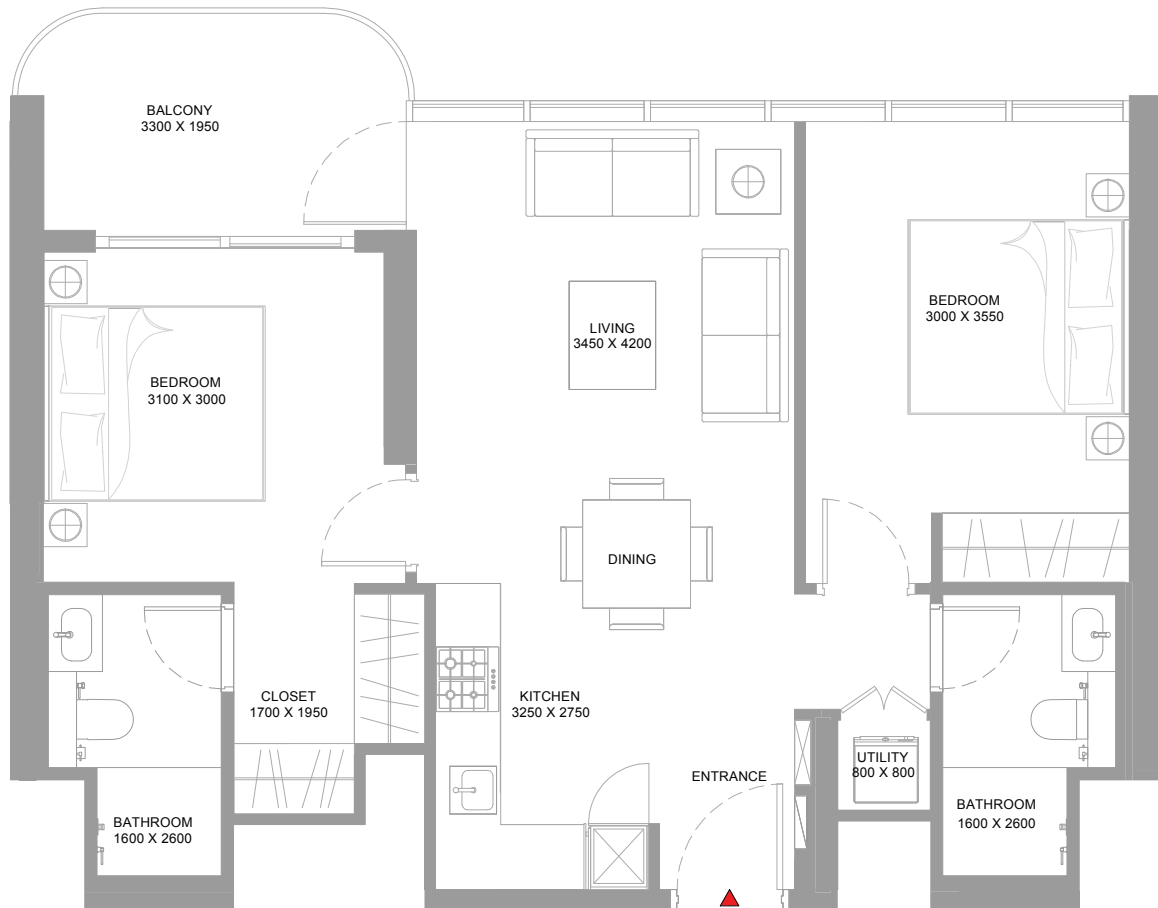 BALCONY
3300 X 1950
BEDROOM
3000 X 3550
LIVING
3450 X 4200
BEDROOM
3100 X 3000
DINING
CLOSET
1700 X 1950
KITCHEN
3250 X 2750
ENTRANCE
UTILITY
800 X 800
BATHROOM
1600 X 2600
BATHROOM
1600 X 2600